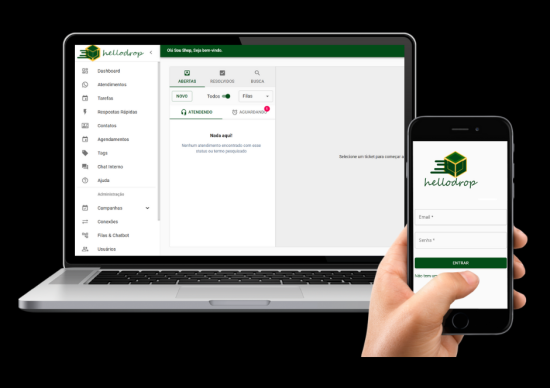 hellodrop
Olá Geo Shop, Seja bem-vindo.
Dashboard
Atendimentos
Tarefas
Respostas Rápidas
Contatos
Agendamentos
Tags
Chat Interno
Ajuda
Administração
Campanhas
Conexões
Filas & Chatbot
Usuários
ABERTAS
RESOLVIDOS
BUSCA
NOVO
Todos
Filas
ATENDENDO
AGUARDANDO
Nada aqui!
Nenhum atendimento encontrado com esse
status ou termo pesquisado
Selecione um ticket para começar
hellodrop
Email *
Senha *
ENTRAR
Não tem um